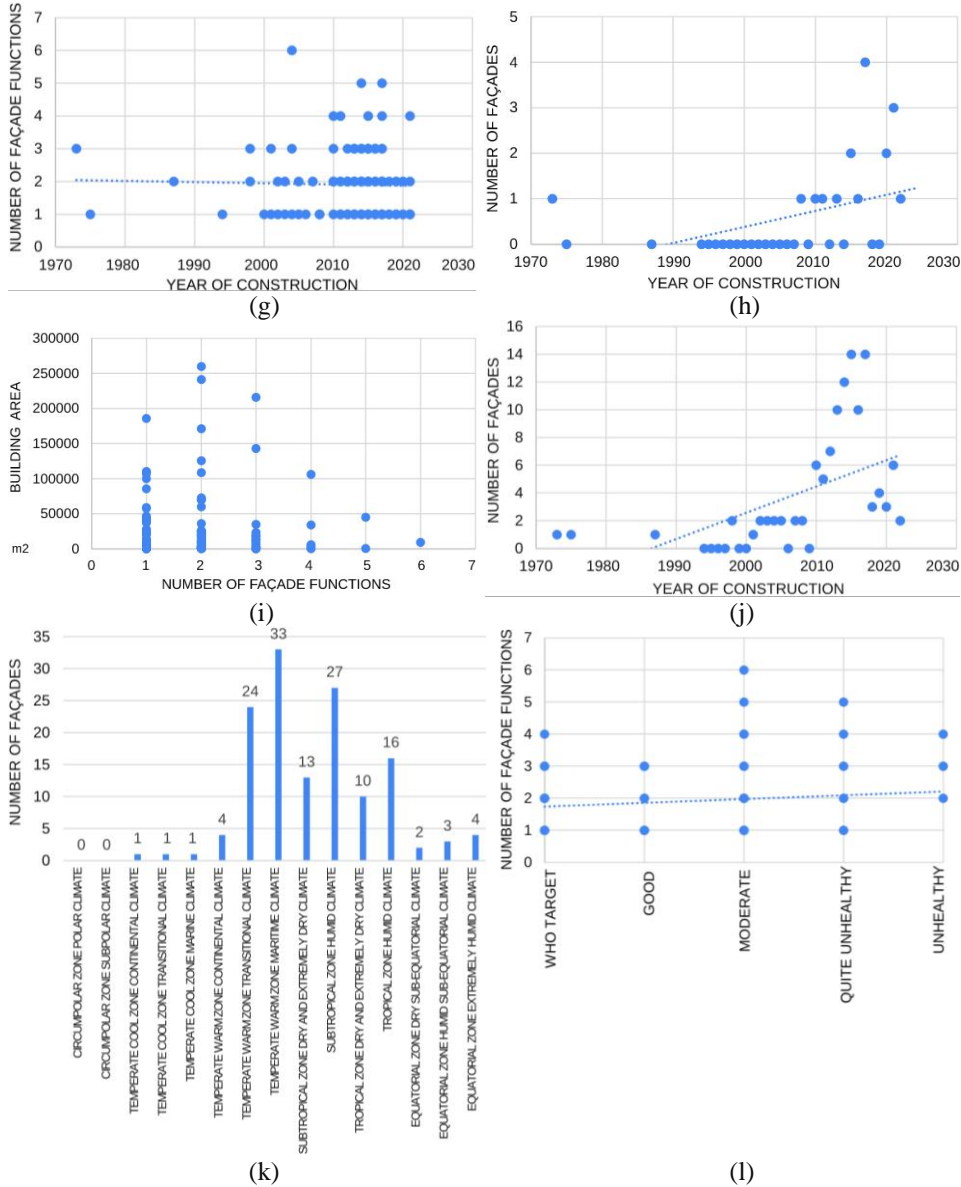 NUMBER OF FAÇADE FUNCTIONS
7
6
5
4
3
2
1
0
1970 1980 1990 2000 2010 2020 2030
YEAR OF CONSTRUCTION
(g)
NUMBER OF FAÇADES
5
4
3
2
1
0
1970 1980 1990 2000 2010 2020 2030
YEAR OF CONSTRUCTION
(h)
BUILDING AREA
m2
300000
250000
200000
150000
100000
50000
0
0 1 2 3 4 5 6 7
NUMBER OF FAÇADE FUNCTIONS
(i)
NUMBER OF FAÇADES
16
14
12
10
8
6
4
2
0
1970 1980 1990 2000 2010 2020 2030
YEAR OF CONSTRUCTION
(j)
NUMBER OF FAÇADES
35
30
25
20
15
10
5
0
0 0 1 1 1 4 24 33 13 27 10 16 2 3 4
CIRCUMPOLAR ZONE POLAR CLIMATE
CIRCUMPOLAR ZONE SUBPOLAR CLIMATE
TEMPERATE COOL ZONE CONTINENTAL CLIMATE
TEMPERATE COOL ZONE TRANSITIONAL CLIMATE
TEMPERATE COOL ZONE MARINE CLIMATE
TEMPERATE WARM ZONE CONTINENTAL CLIMATE
TEMPERATE WARM ZONE TRANSITIONAL CLIMATE
TEMPERATE WARM ZONE MARITIME CLIMATE
SUBTROPICAL ZONE DRY AND EXTREMELY DRY CLIMATE
SUBTROPICAL ZONE HUMID CLIMATE
TROPICAL ZONE DRY AND EXTREMELY DRY CLIMATE
TROPICAL ZONE HUMID CLIMATE
EQUATORIAL ZONE DRY SUB-EQUATORIAL CLIMATE
EQUATORIAL ZONE HUMID SUB-EQUATORIAL CLIMATE
EQUATORIAL ZONE EXTREMELY HUMID CLIMATE
(k)
NUMBER OF FAÇADE FUNCTIONS
7
6
5
4
3
2
1
0
WHO TARGET
GOOD
MODERATE
QUITE UNHEALTHY
UNHEALTHY
(l)